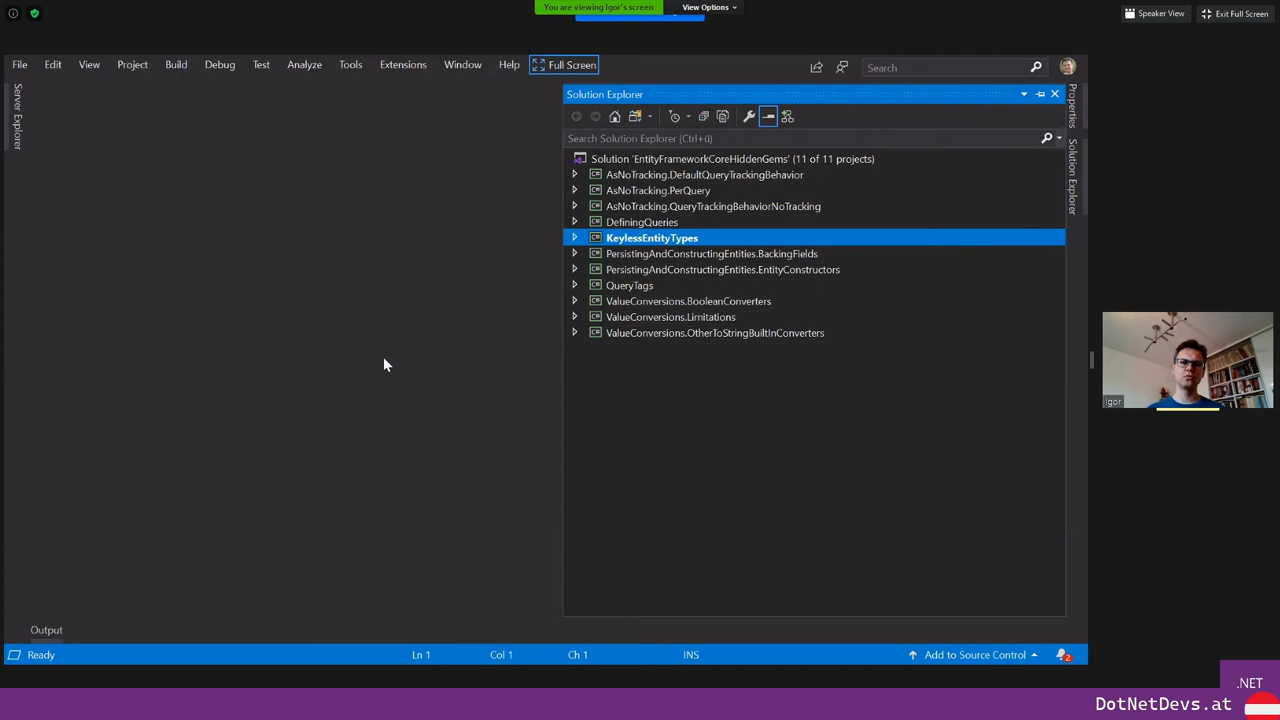 You are viewing Igor's screen
View Options
Speaker View
Exit Full Screen
File Edit View Project Build Debug Test Analyze Tools Extensions Window Help Full Screen
Search
Server Explorer
Solution Explorer
Properties
Solution Explorer
Search Solution Explorer (Ctrl+ü)
Solution 'EntityFrameworkCoreHiddenGems' (11 of 11 projects)
AsNoTracking.DefaultQueryTrackingBehavior
AsNoTracking.PerQuery
AsNoTracking.QueryTrackingBehaviorNoTracking
DefiningQueries
KeylessEntityTypes
PersistingAndConstructingEntities.BackingFields
PersistingAndConstructingEntities.EntityConstructors
QueryTags
ValueConversions.BooleanConverters
ValueConversions.Limitations
ValueConversions.OtherToStringBuiltInConverters
Igor
Output
Ready
Ln 1
Col 1
Ch 1
INS
Add to Source Control
2
.NET
DotNetDevs.at